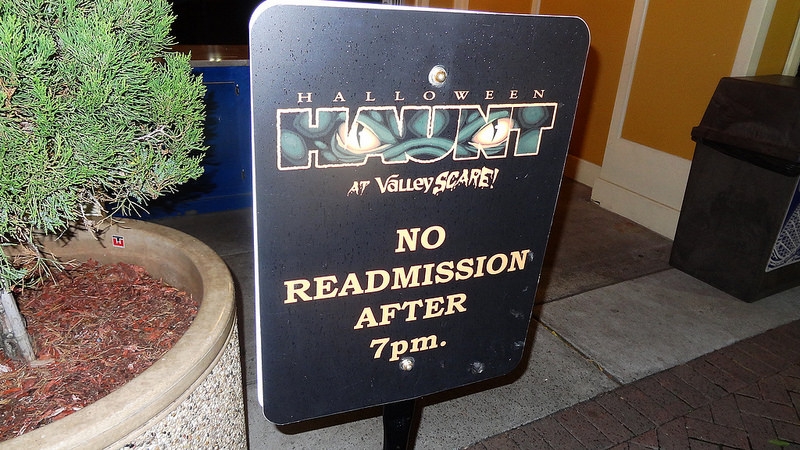 HALLOWEEN
HAUNT
AT ValleySCARE!
NO
READMISSION
AFTER
7pm.